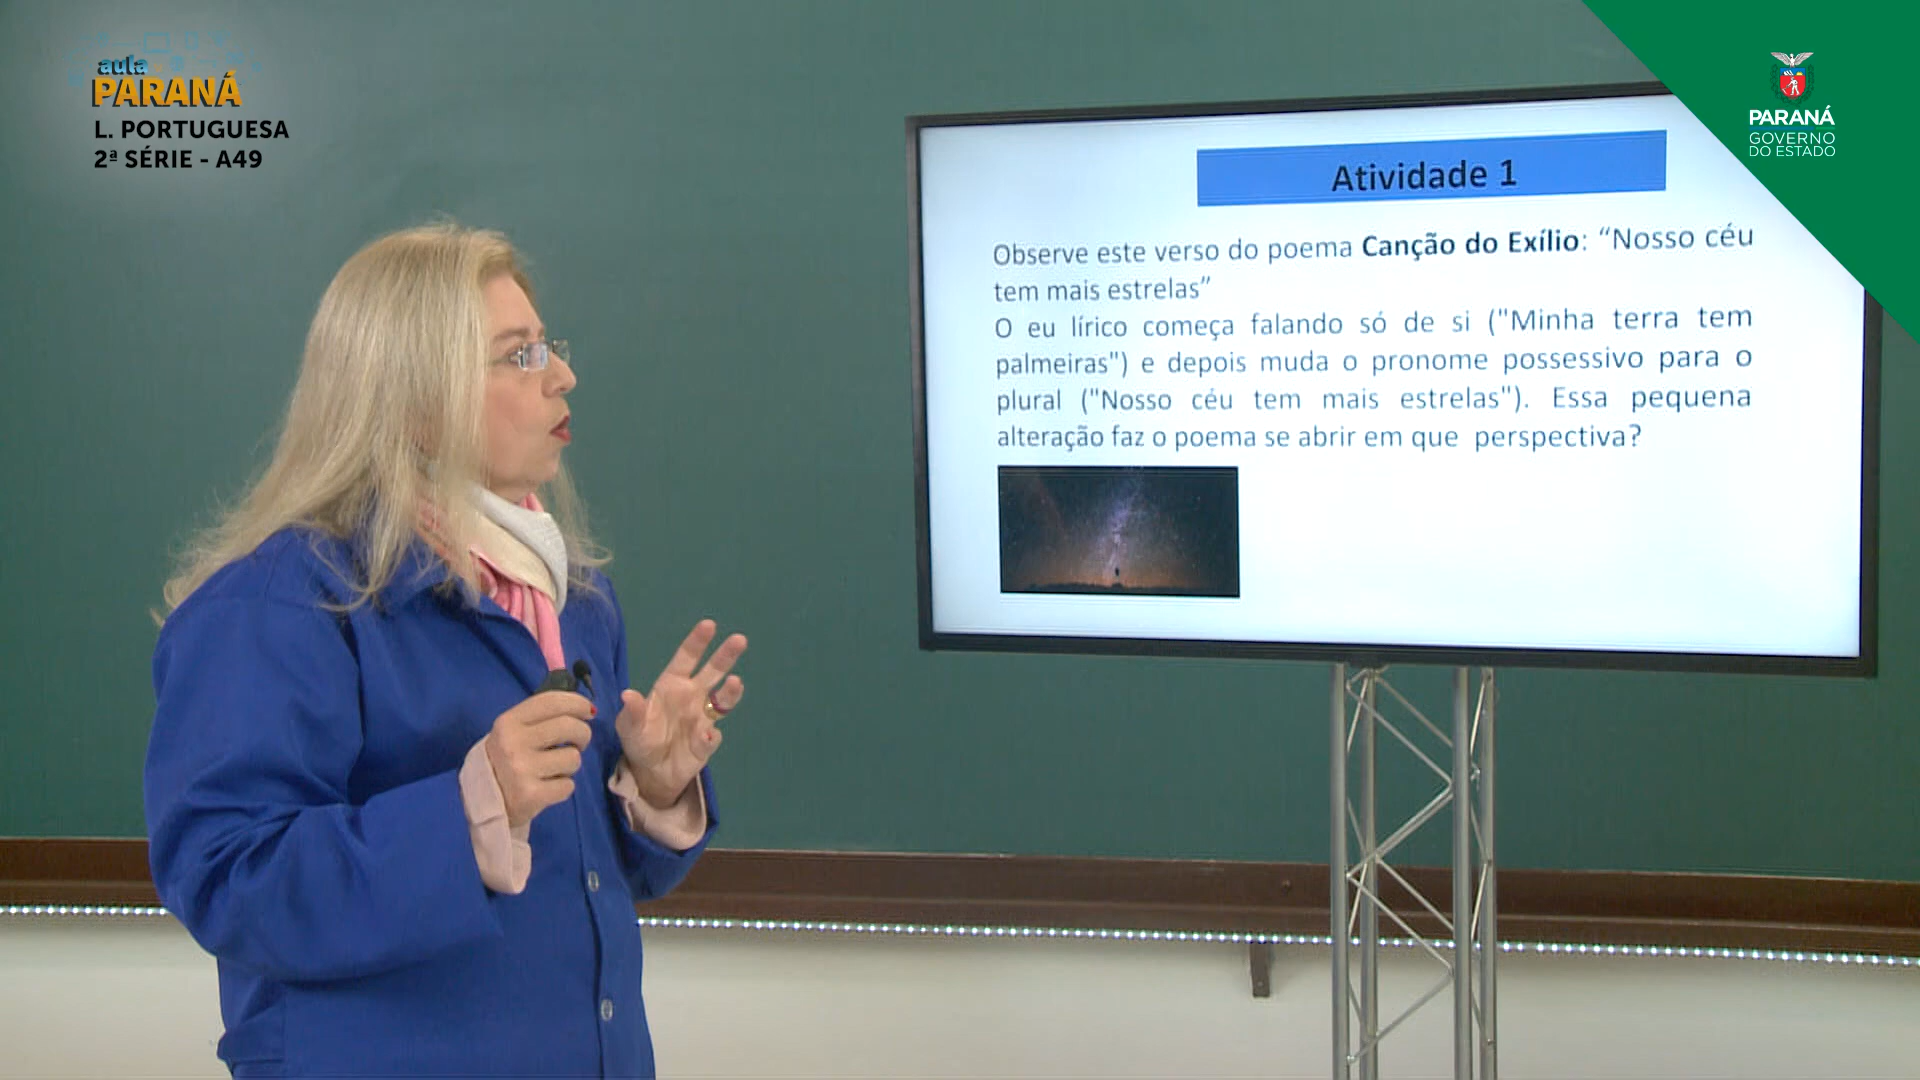 aula
PARANÁ
L. PORTUGUESA
2ª SÉRIE - A49
PARANÁ
GOVERNO
DO ESTADO
Atividade 1
Observe este verso do poema Canção do Exílio: “Nosso céu
tem mais estrelas”
O eu lírico começa falando só de si ("Minha terra tem
palmeiras") e depois muda o pronome possessivo para o
plural ("Nosso céu tem mais estrelas"). Essa pequena
alteração faz o poema se abrir em que perspectiva?